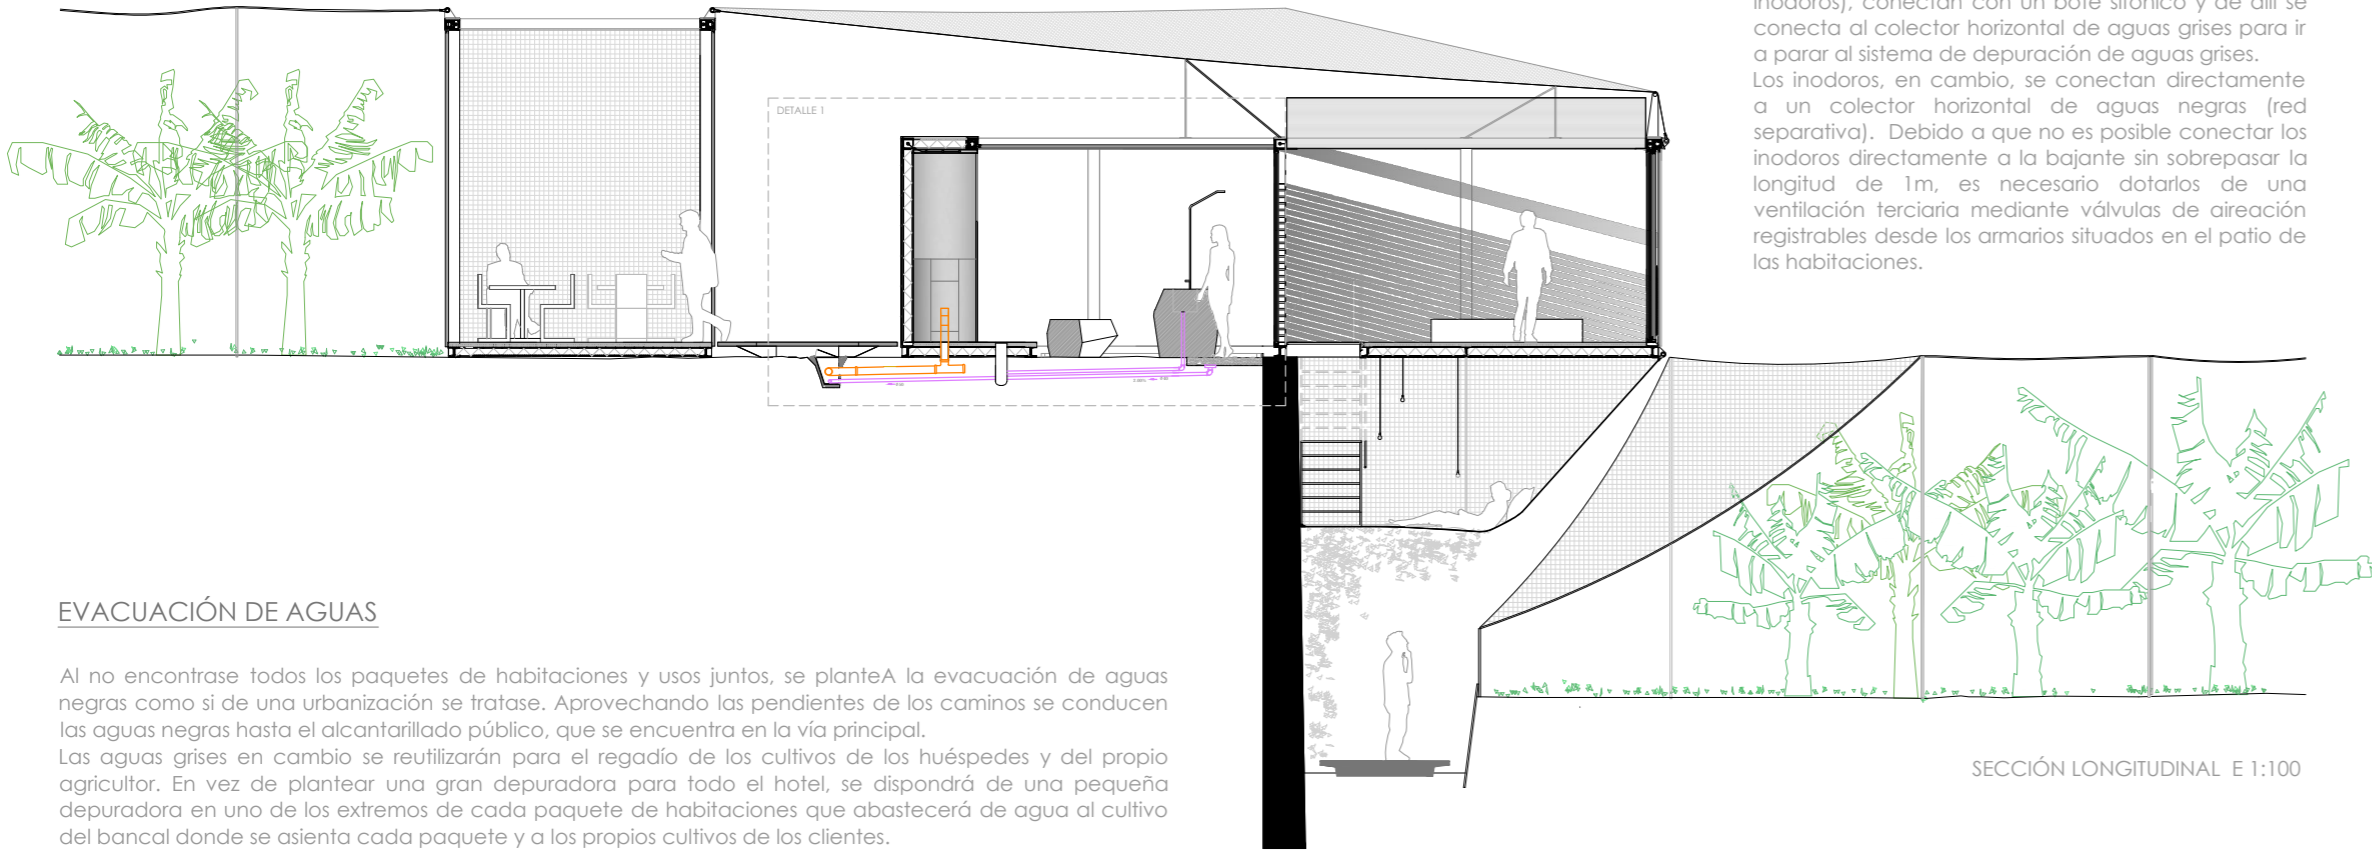 inodoros), conectan con un bote sifónico y de allí se
conecta al colector horizontal de aguas grises para ir
a parar al sistema de depuración de aguas grises.
Los inodoros, en cambio, se conectan directamente
a un colector horizontal de aguas negras (red
separativa). Debido a que no es posible conectar los
inodoros directamente a la bajante sin sobrepasar la
longitud de 1m, es necesario dotarlos de una
ventilación terciaria mediante válvulas de aireación
registrables desde los armarios situados en el patio de
las habitaciones.
DETALLE 1
EVACUACIÓN DE AGUAS
Al no encontrase todos los paquetes de habitaciones y usos juntos, se planteA la evacuación de aguas
negras como si de una urbanización se tratase. Aprovechando las pendientes de los caminos se conducen
las aguas negras hasta el alcantarillado público, que se encuentra en la vía principal.
Las aguas grises en cambio se reutilizarán para el regadío de los cultivos de los huéspedes y del propio
agricultor. En vez de plantear una gran depuradora para todo el hotel, se dispondrá de una pequeña
depuradora en uno de los extremos de cada paquete de habitaciones que abastecerá de agua al cultivo
del bancal donde se asienta cada paquete y a los propios cultivos de los clientes.
SECCIÓN LONGITUDINAL E 1:100